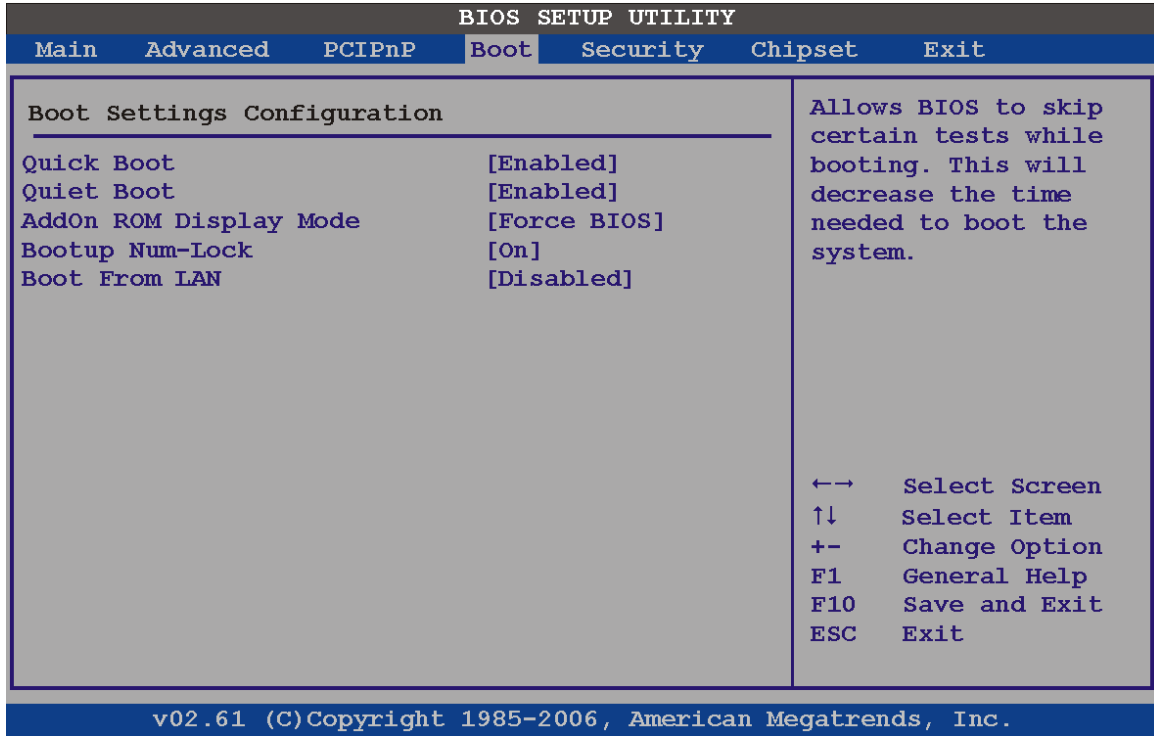 BIOS SETUP UTILITY
Main Advanced PCIPnP Boot Security Chipset Exit
Boot Settings Configuration
Quick Boot [Enabled]
Quiet Boot [Enabled]
AddOn ROM Display Mode [Force BIOS]
Bootup Num-Lock [On]
Boot From LAN [Disabled]
Allows BIOS to skip
certain tests while
booting. This will
decrease the time
needed to boot the
system.
←→ Select Screen
↑↓ Select Item
+- Change Option
F1 General Help
F10 Save and Exit
ESC Exit
v02.61 (C)Copyright 1985-2006, American Megatrends, Inc.